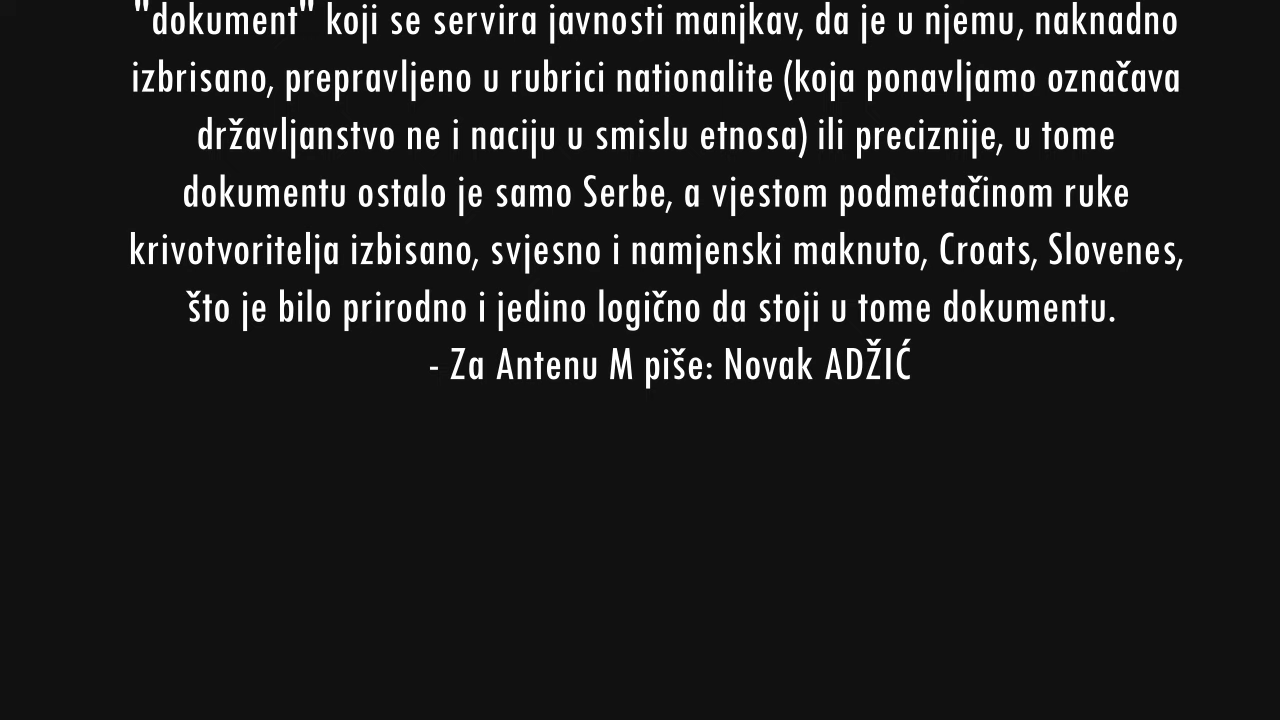 "dokument" koji se servira javnosti manjkav, da je u njemu, naknadno
izbrisano, prepravljeno u rubrici nationalite (koja ponavljamo označava
državljanstvo ne i naciju u smislu etnosa) ili preciznije, u tome
dokumentu ostalo je samo Serbe, a vjestom podmetačinom ruke
krivotvoritelja izbisano, svjesno i namjenski maknuto, Croats, Slovenes,
što je bilo prirodno i jedino logično da stoji u tome dokumentu.
- Za Antenu M piše: Novak ADŽIĆ